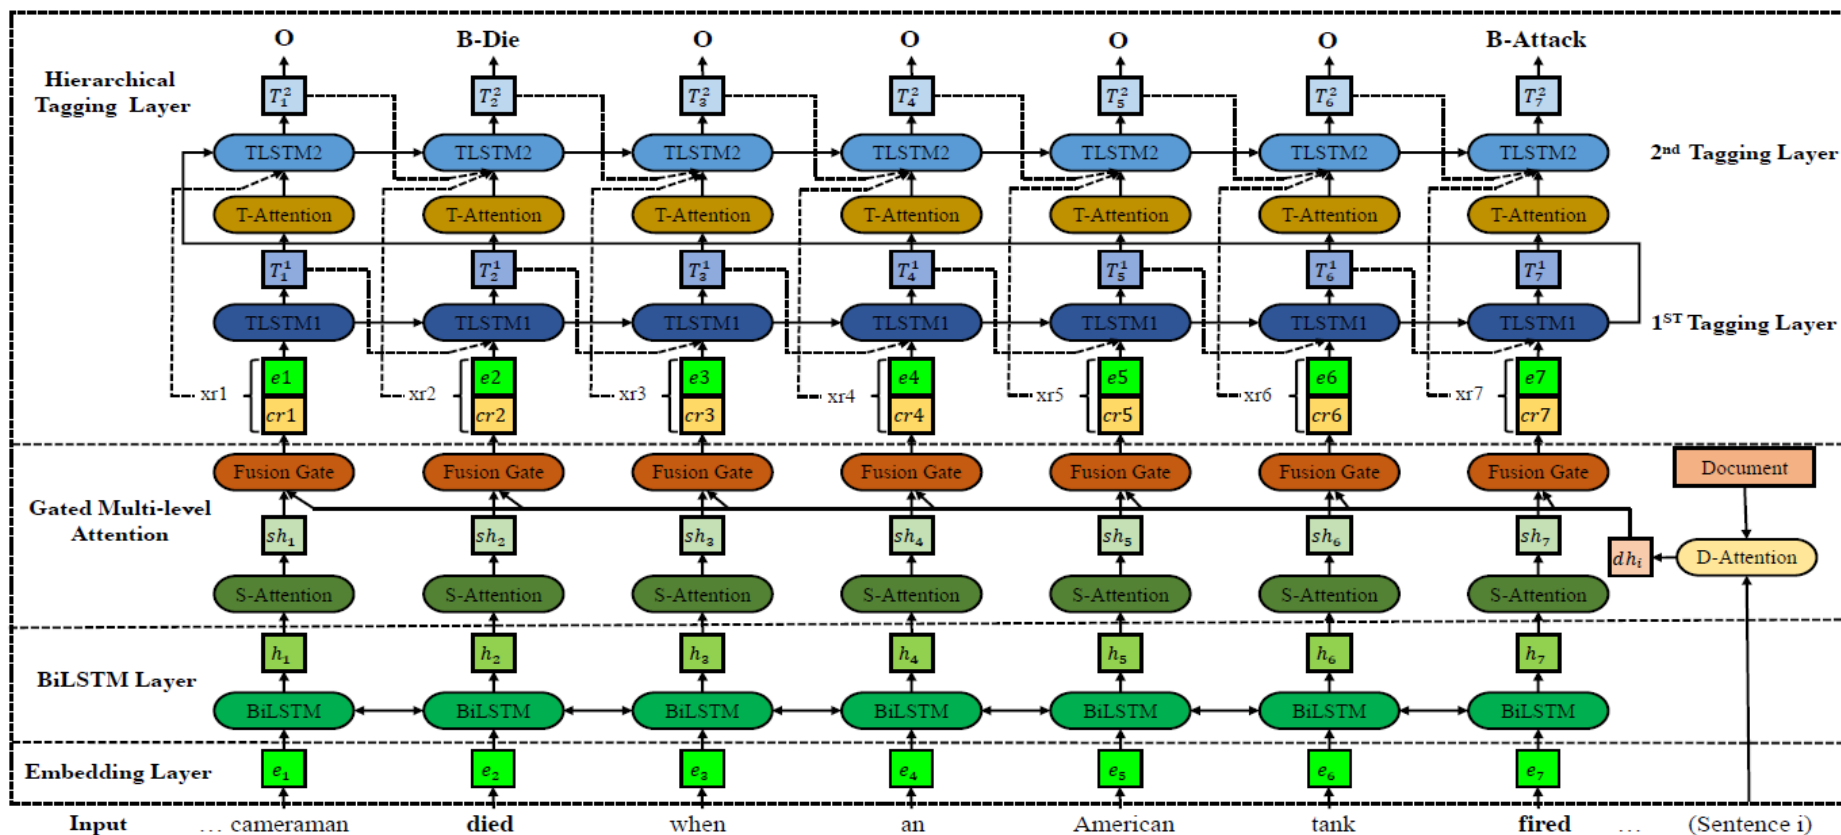 O B-Die O O O O B-Attack
Hierarchical
Tagging Layer
T₁² T₂² T₃² T₄² T₅² T₆² T₇²
TLSTM2 TLSTM2 TLSTM2 TLSTM2 TLSTM2 TLSTM2 TLSTM2 2nd Tagging Layer
T-Attention T-Attention T-Attention T-Attention T-Attention T-Attention T-Attention
T₁¹ T₂¹ T₃¹ T₄¹ T₅¹ T₆¹ T₇¹
TLSTM1 TLSTM1 TLSTM1 TLSTM1 TLSTM1 TLSTM1 TLSTM1 1ST Tagging Layer
e1 e2 e3 e4 e5 e6 e7
xr1 xr2 xr3 xr4 xr5 xr6 xr7
cr1 cr2 cr3 cr4 cr5 cr6 cr7
Fusion Gate Fusion Gate Fusion Gate Fusion Gate Fusion Gate Fusion Gate Fusion Gate Document
Gated Multi-level
Attention
sh₁ sh₂ sh₃ sh₄ sh₅ sh₆ sh₇ dhᵢ D-Attention
S-Attention S-Attention S-Attention S-Attention S-Attention S-Attention S-Attention
h₁ h₂ h₃ h₄ h₅ h₆ h₇
BiLSTM Layer
BiLSTM BiLSTM BiLSTM BiLSTM BiLSTM BiLSTM BiLSTM
Embedding Layer e₁ e₂ e₃ e₄ e₅ e₆ e₇
Input ... cameraman died when an American tank fired ... (Sentence i)